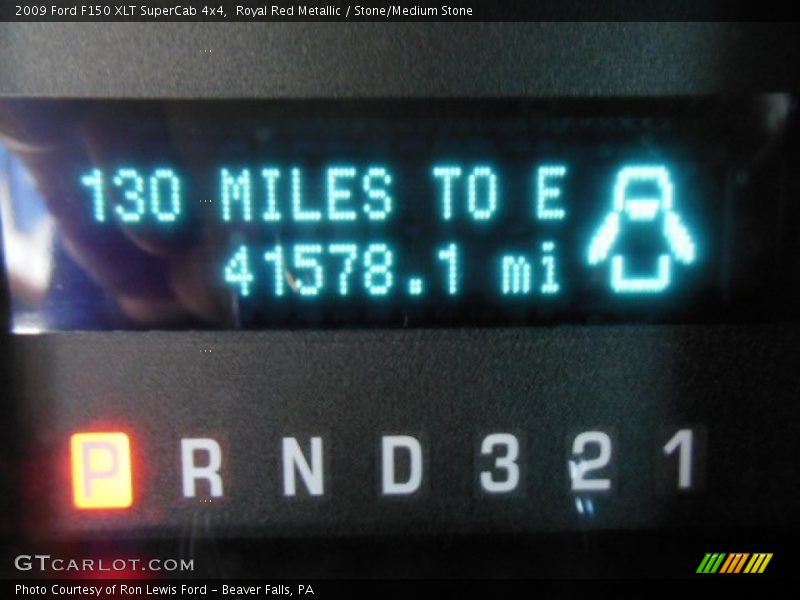 2009 Ford F150 XLT SuperCab 4x4,  Royal Red Metallic / Stone/Medium Stone
130 MILES TO E
41578.1 mi
P R N D 3 2 1
GTCARLOT.COM
Photo Courtesy of Ron Lewis Ford - Beaver Falls, PA